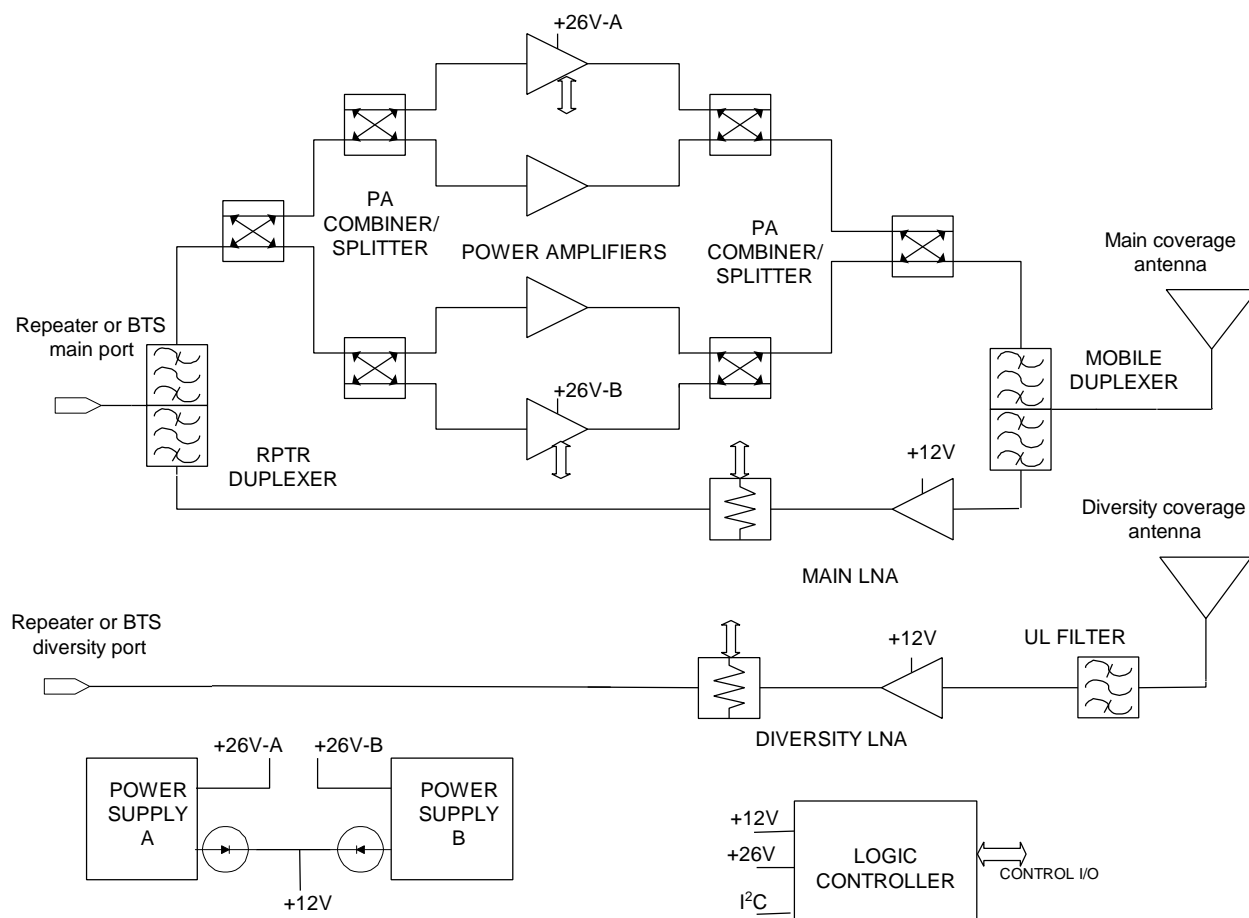 +26V-A
PA
COMBINER/
SPLITTER
POWER AMPLIFIERS
PA
COMBINER/
SPLITTER
Main coverage
antenna
Repeater or BTS
main port
MOBILE
DUPLEXER
+26V-B
RPTR
DUPLEXER
+12V
MAIN LNA
Diversity coverage
antenna
Repeater or BTS
diversity port
+12V
UL FILTER
DIVERSITY LNA
+26V-A
+26V-B
POWER
SUPPLY
A
POWER
SUPPLY
B
+12V
+12V
+26V
I²C
LOGIC
CONTROLLER
CONTROL I/O